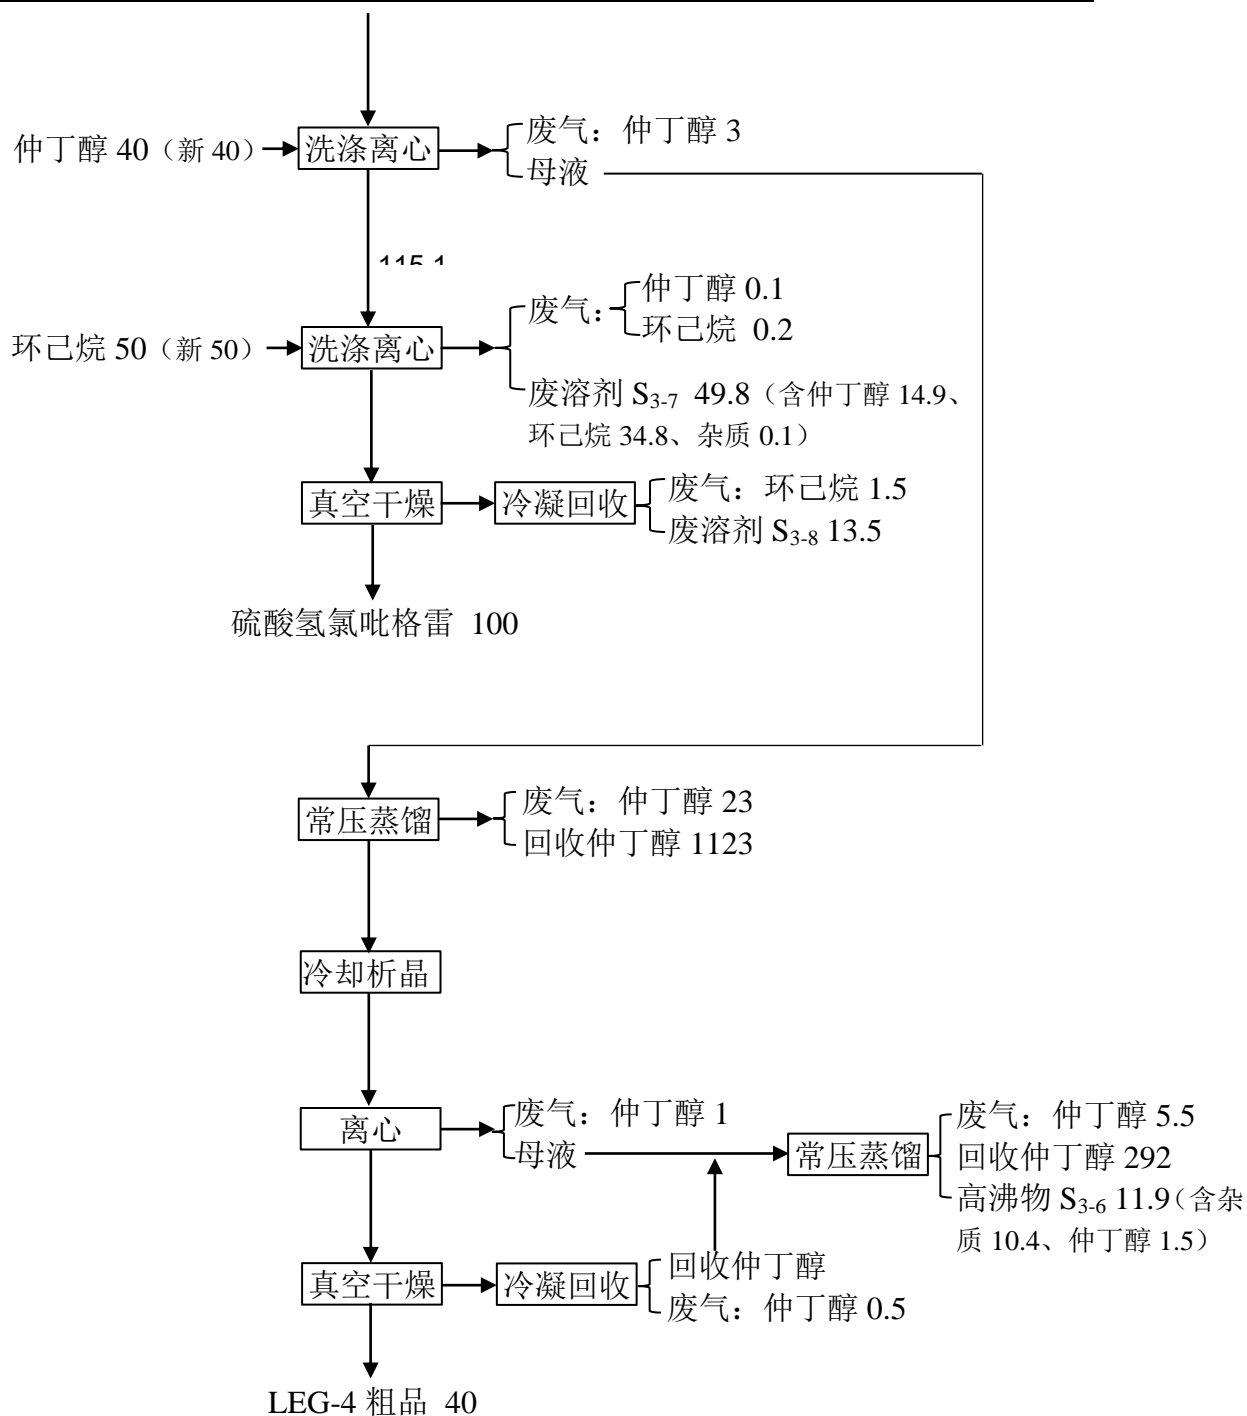 仲丁醇 40（新 40）
洗涤离心
废气：仲丁醇 3
母液
115.1
环己烷 50（新 50）
洗涤离心
废气：
仲丁醇 0.1
环己烷 0.2
废溶剂 S3-7 49.8（含仲丁醇 14.9、
环己烷 34.8、杂质 0.1）
真空干燥
冷凝回收
废气：环己烷 1.5
废溶剂 S3-8 13.5
硫酸氢氯吡格雷 100
常压蒸馏
废气：仲丁醇 23
回收仲丁醇 1123
冷却析晶
离心
废气：仲丁醇 1
母液
常压蒸馏
废气：仲丁醇 5.5
回收仲丁醇 292
高沸物 S3-6 11.9（含杂
质 10.4、仲丁醇 1.5）
真空干燥
冷凝回收
回收仲丁醇
废气：仲丁醇 0.5
LEG-4 粗品 40